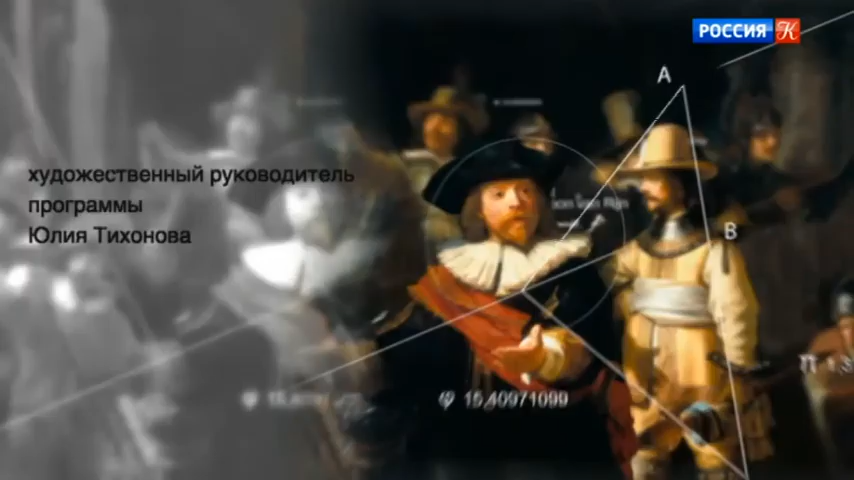 РОССИЯ К
A
художественный руководитель
программы
Юлия Тихонова
B
φ 15,40971099